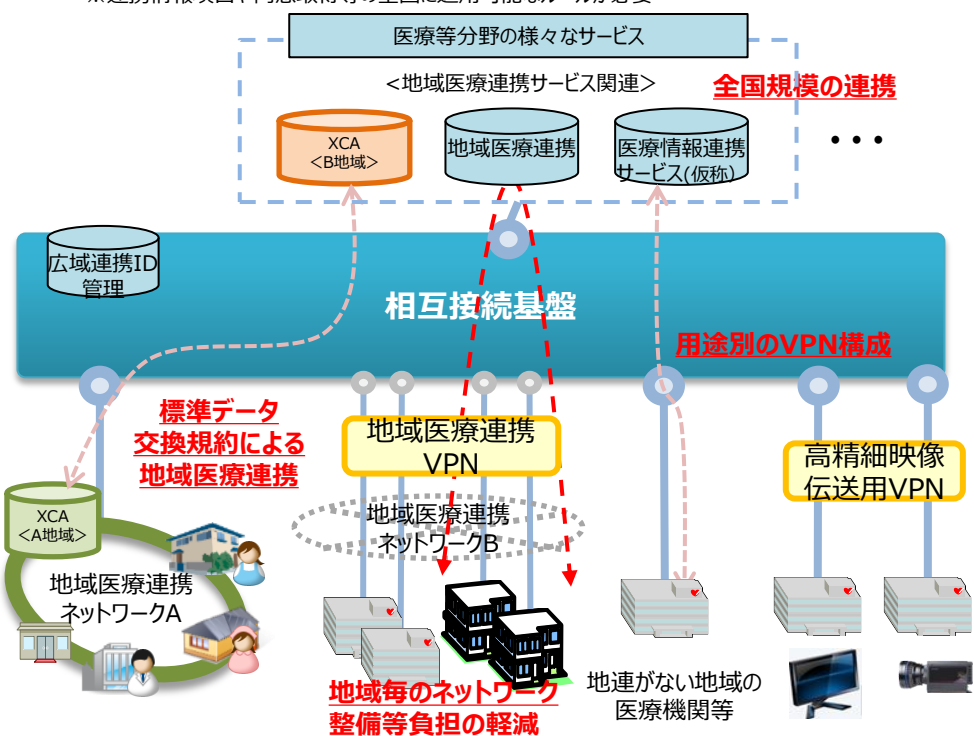 医療等分野の様々なサービス
<地域医療連携サービス関連>
全国規模の連携
XCA
<B地域>
地域医療連携
医療情報連携
サービス(仮称)
・・・
広域連携ID
管理
相互接続基盤
用途別のVPN構成
標準データ
交換規約による
地域医療連携
地域医療連携
VPN
高精細映像
伝送用VPN
XCA
<A地域>
地域医療連携
ネットワークB
地域医療連携
ネットワークA
地域毎のネットワーク
整備等負担の軽減
地連がない地域の
医療機関等